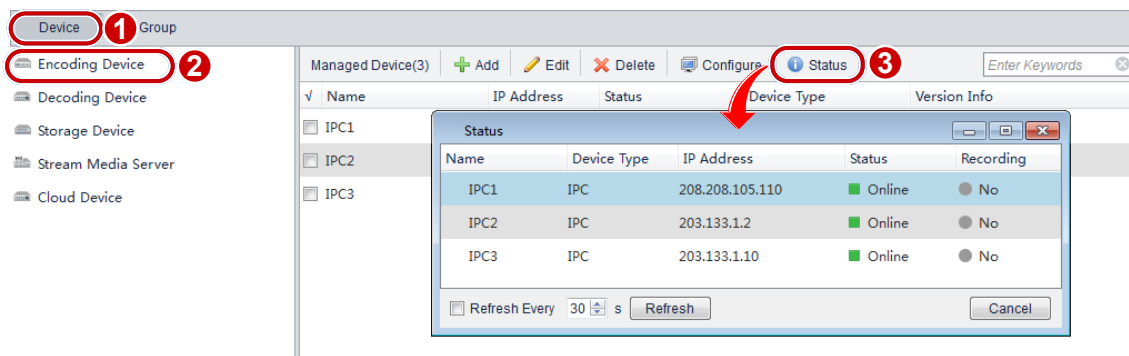 Device 1 Group
Encoding Device 2
Decoding Device
Storage Device
Stream Media Server
Cloud Device
Managed Device(3) Add Edit Delete Configure Status 3 Enter Keywords
√ Name IP Address Status Device Type Version Info
IPC1
IPC2
IPC3
Status
Name Device Type IP Address Status Recording
IPC1 IPC 208.208.105.110 Online No
IPC2 IPC 203.133.1.2 Online No
IPC3 IPC 203.133.1.10 Online No
Refresh Every 30 s Refresh Cancel